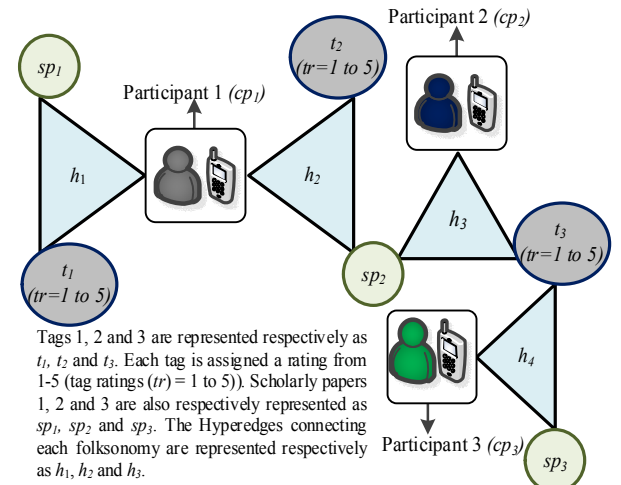 Participant 2 (cp₂)
t₂
(tr=1 to 5)
sp₁
Participant 1 (cp₁)
h₁
h₂
h₃
t₃
(tr=1 to 5)
t₁
(tr=1 to 5)
sp₂
h₄
Tags 1, 2 and 3 are represented respectively as
t₁, t₂ and t₃. Each tag is assigned a rating from
1-5 (tag ratings (tr) = 1 to 5)). Scholarly papers
1, 2 and 3 are also respectively represented as
sp₁, sp₂ and sp₃. The Hyperedges connecting
each folksonomy are represented respectively
as h₁, h₂ and h₃.
Participant 3 (cp₃)
sp₃